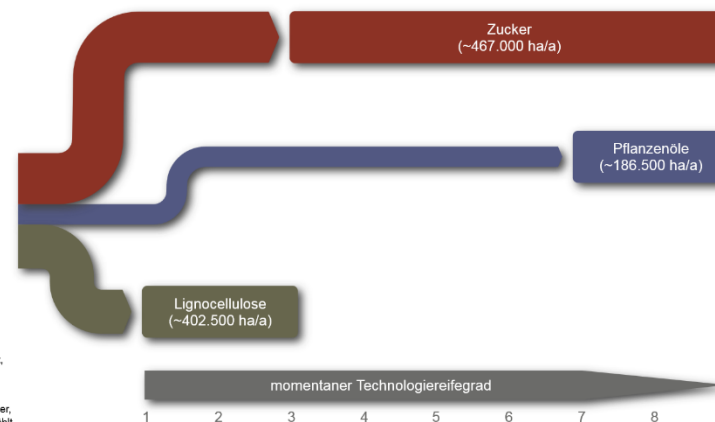 Zucker
(~467.000 ha/a)
Pflanzenöle
(~186.500 ha/a)
Lignocellulose
(~402.500 ha/a)
momentaner Technologiereifegrad
1 2 3 4 5 6 7 8